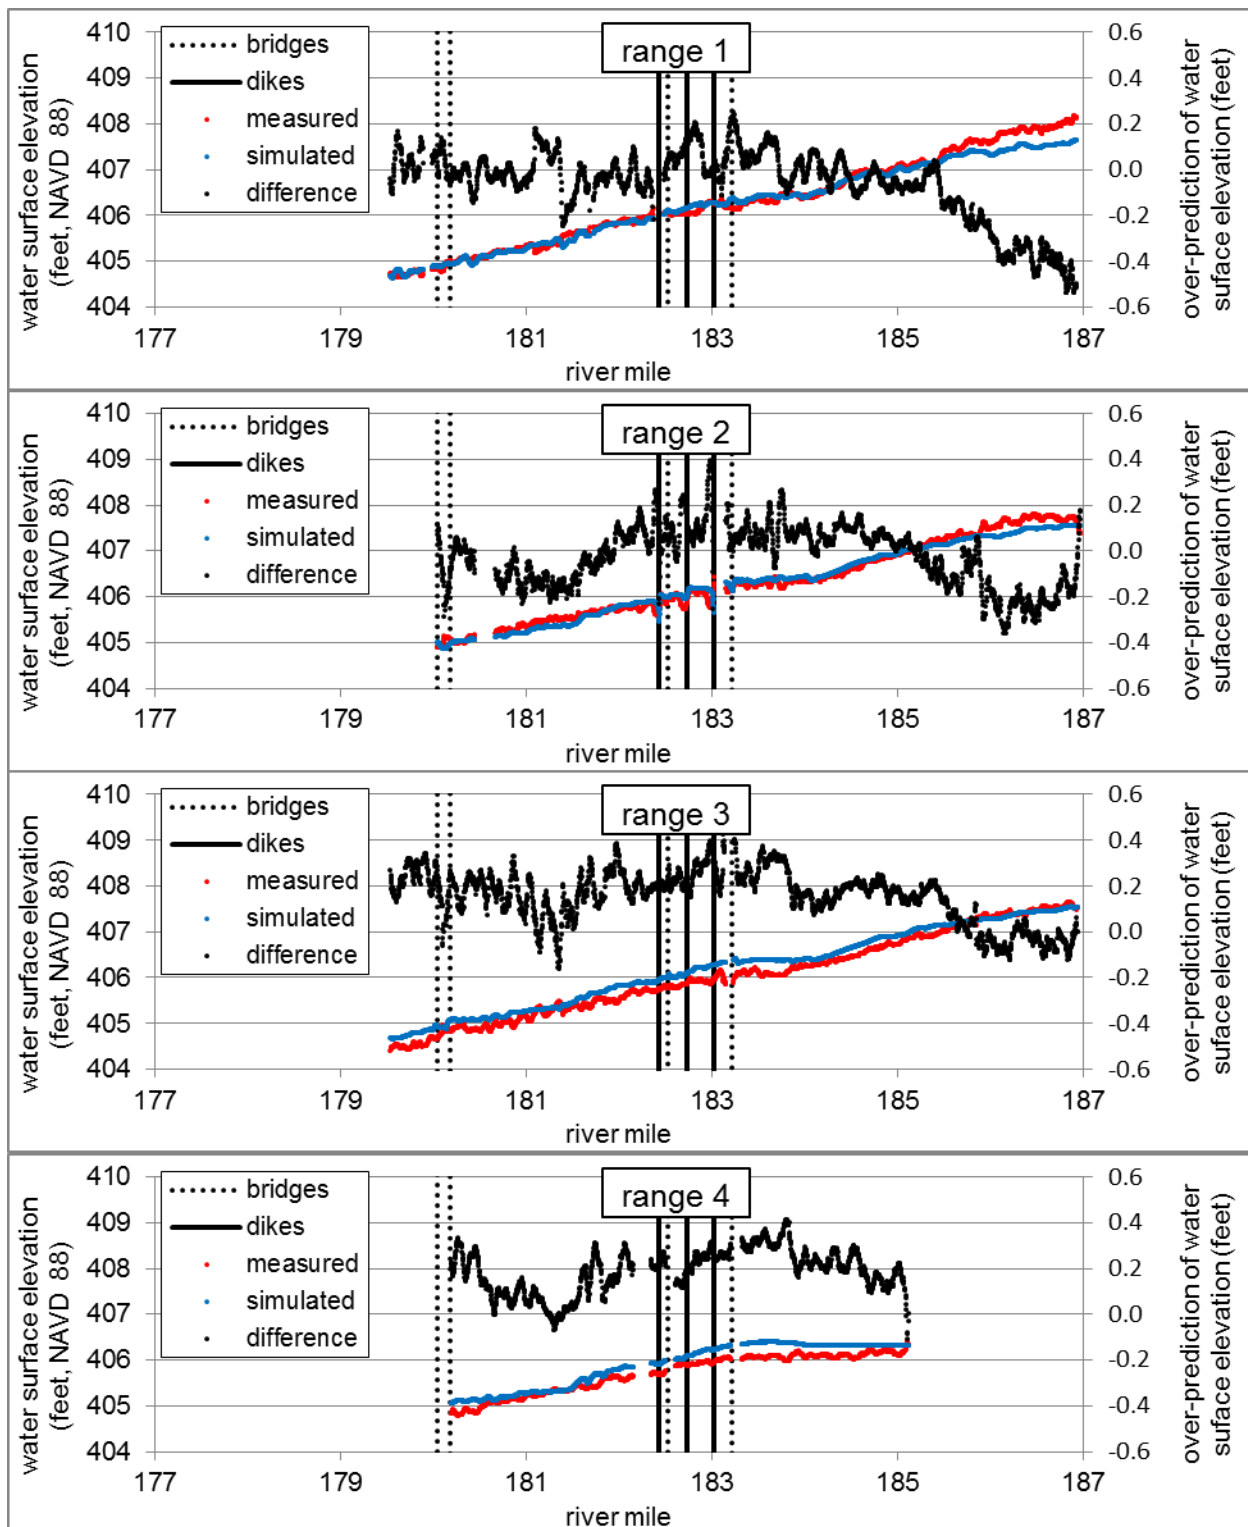 range 1
bridges
dikes
measured
simulated
difference
410
409
408
407
406
405
404
0.6
0.4
0.2
0.0
-0.2
-0.4
-0.6
177
179
181
183
185
187
river mile
water surface elevation
(feet, NAVD 88)
over-prediction of water
suface elevation (feet)
range 2
bridges
dikes
measured
simulated
difference
410
409
408
407
406
405
404
0.6
0.4
0.2
0.0
-0.2
-0.4
-0.6
177
179
181
183
185
187
river mile
water surface elevation
(feet, NAVD 88)
over-prediction of water
suface elevation (feet)
range 3
bridges
dikes
measured
simulated
difference
410
409
408
407
406
405
404
0.6
0.4
0.2
0.0
-0.2
-0.4
-0.6
177
179
181
183
185
187
river mile
water surface elevation
(feet, NAVD 88)
over-prediction of water
suface elevation (feet)
range 4
bridges
dikes
measured
simulated
difference
410
409
408
407
406
405
404
0.6
0.4
0.2
0.0
-0.2
-0.4
-0.6
177
179
181
183
185
187
river mile
water surface elevation
(feet, NAVD 88)
over-prediction of water
suface elevation (feet)